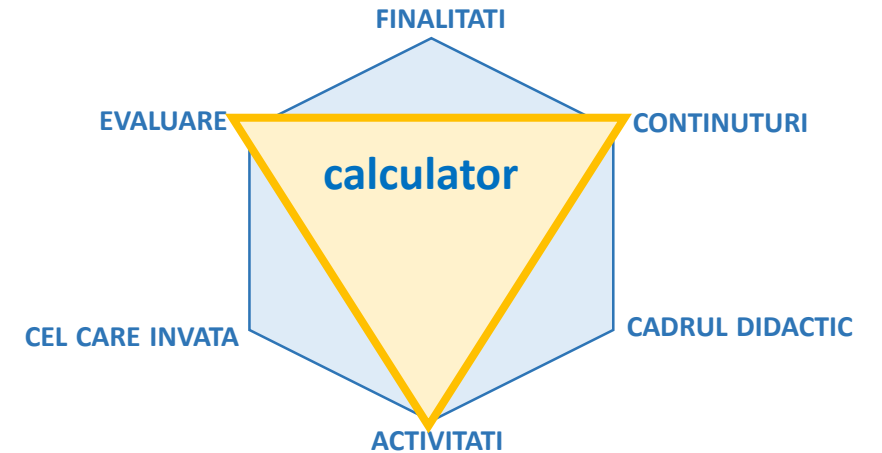 FINALITATI
EVALUARE
CONTINUTURI
calculator
CEL CARE INVATA
CADRUL DIDACTIC
ACTIVITATI